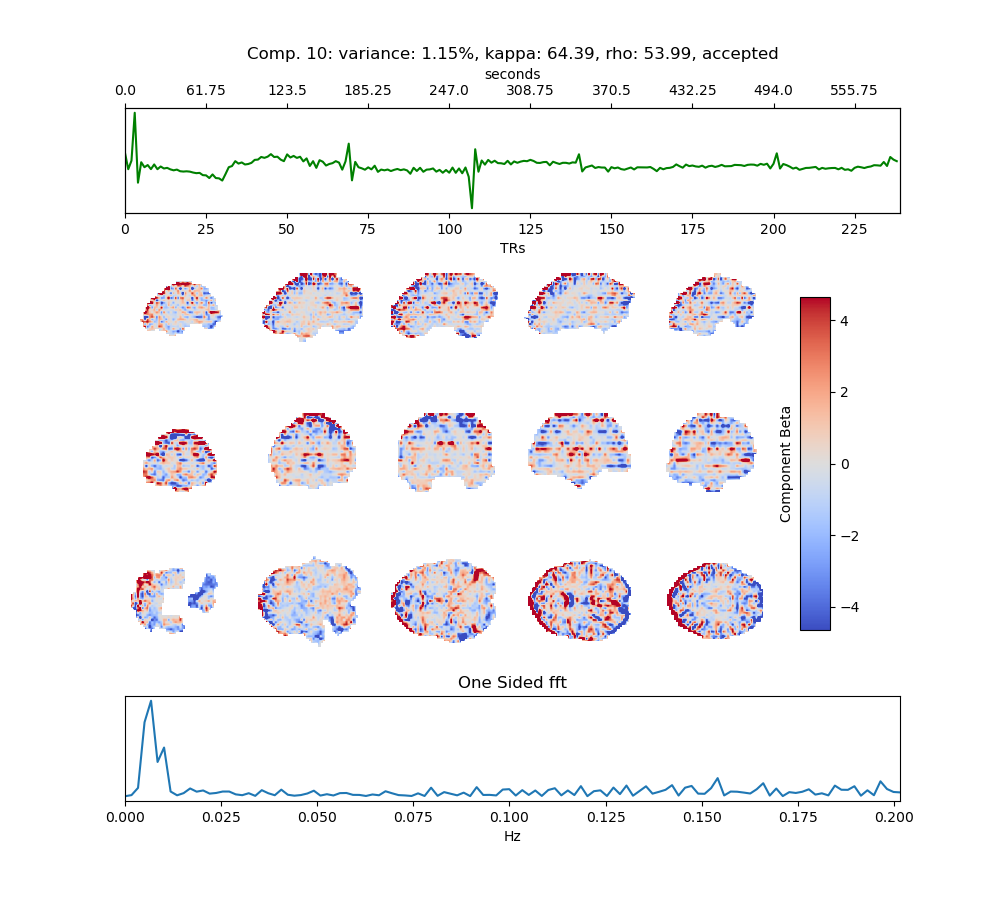 Comp. 10: variance: 1.15%, kappa: 64.39, rho: 53.99, accepted
seconds
0.0 61.75 123.5 185.25 247.0 308.75 370.5 432.25 494.0 555.75
0 25 50 75 100 125 150 175 200 225
TRs
4
2
0
−2
−4
Component Beta
One Sided fft
0.000 0.025 0.050 0.075 0.100 0.125 0.150 0.175 0.200
Hz